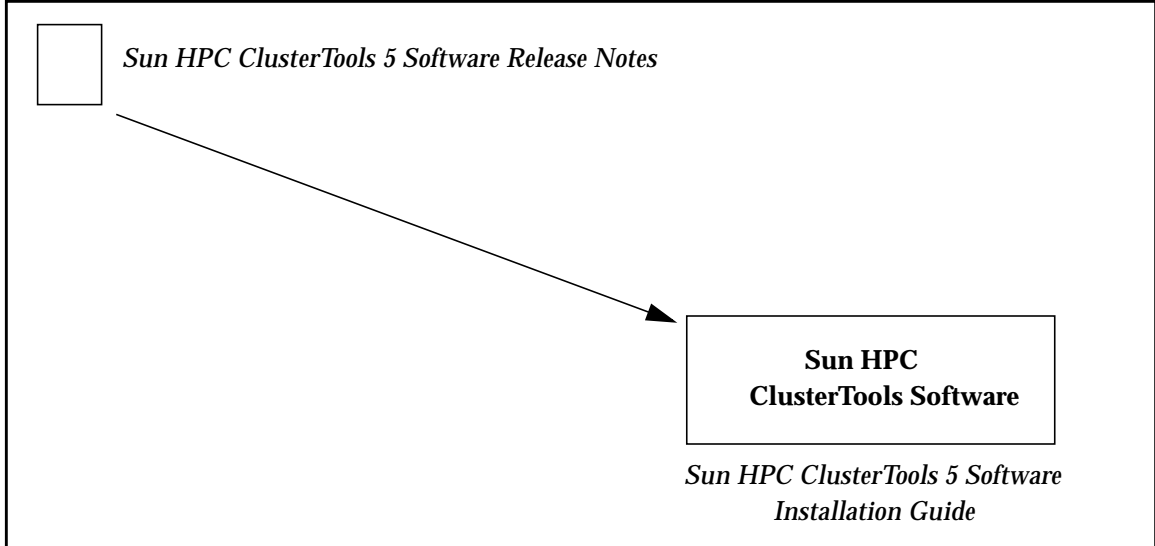 Sun HPC ClusterTools 5 Software Release Notes
Sun HPC
ClusterTools Software
Sun HPC ClusterTools 5 Software
Installation Guide